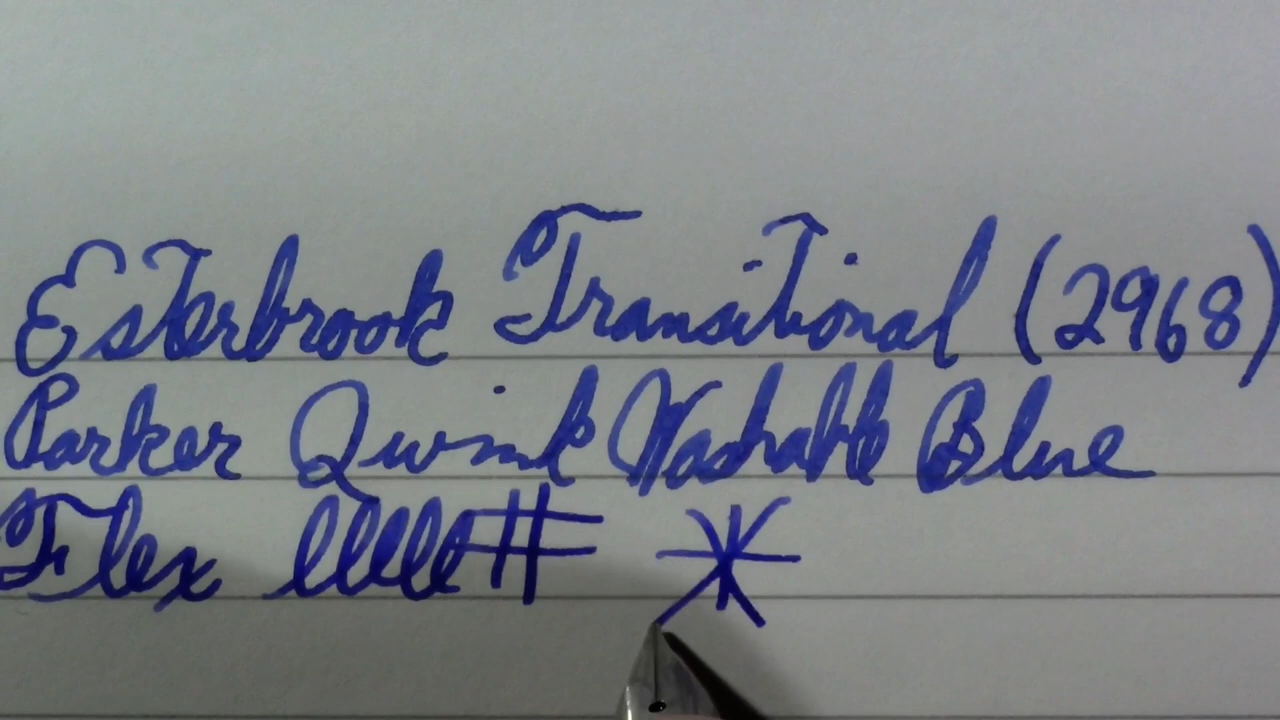 Esterbrook Transitional (2968)
Parker Quink Washable Blue
Flex llllll # *